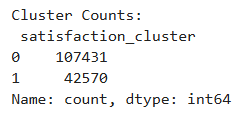 Cluster Counts:
satisfaction_cluster
0    107431
1     42570
Name: count, dtype: int64